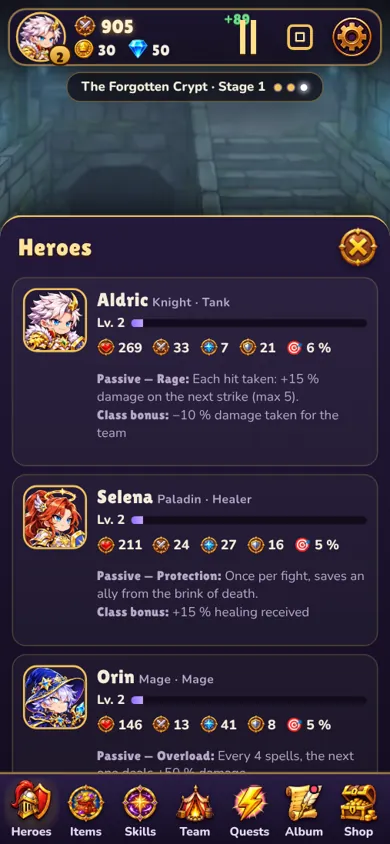 +89
905
2
30
50
The Forgotten Crypt · Stage 1
Heroes
Aldric Knight · Tank
Lv. 2
269 33 7 21 6 %
Passive — Rage: Each hit taken: +15 %
damage on the next strike (max 5).
Class bonus: −10 % damage taken for the
team
Selena Paladin · Healer
Lv. 2
211 24 27 16 5 %
Passive — Protection: Once per fight, saves an
ally from the brink of death.
Class bonus: +15 % healing received
Orin Mage · Mage
Lv. 2
146 13 41 8 5 %
Passive — Overload: Every 4 spells, the next
one deals +50 % damage.
Heroes Items Skills Team Quests Album Shop